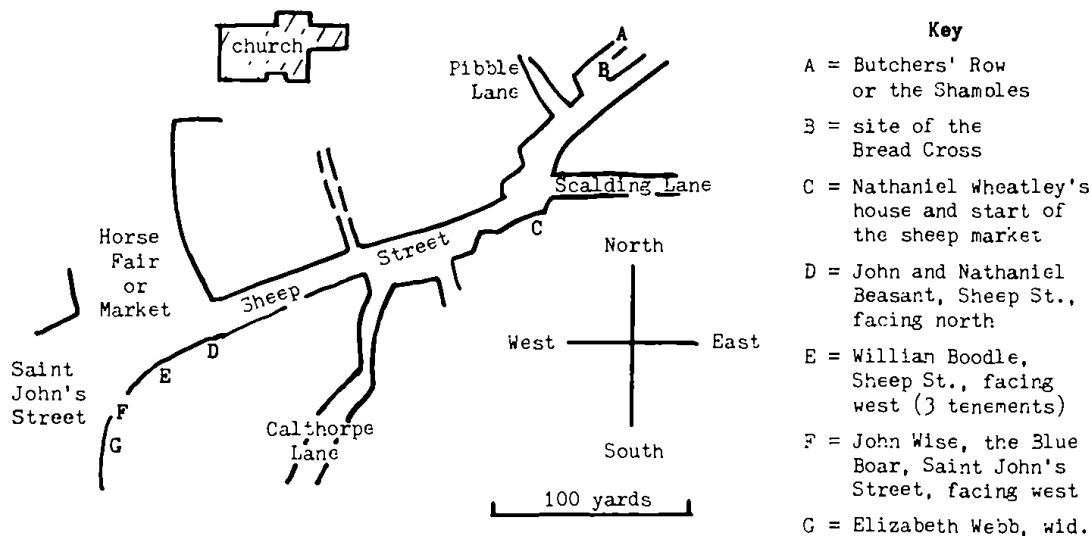 church
Pibble
Lane
A
B
Scalding Lane
C
Street
Sheep
Horse
Fair
or
Market
D
E
F
G
Saint
John's
Street
Calthorpe
Lane
North
West
East
South
100 yards
Key
A = Butchers' Row
or the Shamoles
B = site of the
Bread Cross
C = Nathaniel Wheatley's
house and start of
the sheep market
D = John and Nathaniel
Beasant, Sheep St.,
facing north
E = Willian Boodle,
Sheep St., facing
west (3 tenements)
F = John Wise, the Blue
Boar, Saint John's
Street, facing west
G = Elizabeth Webb, wid.